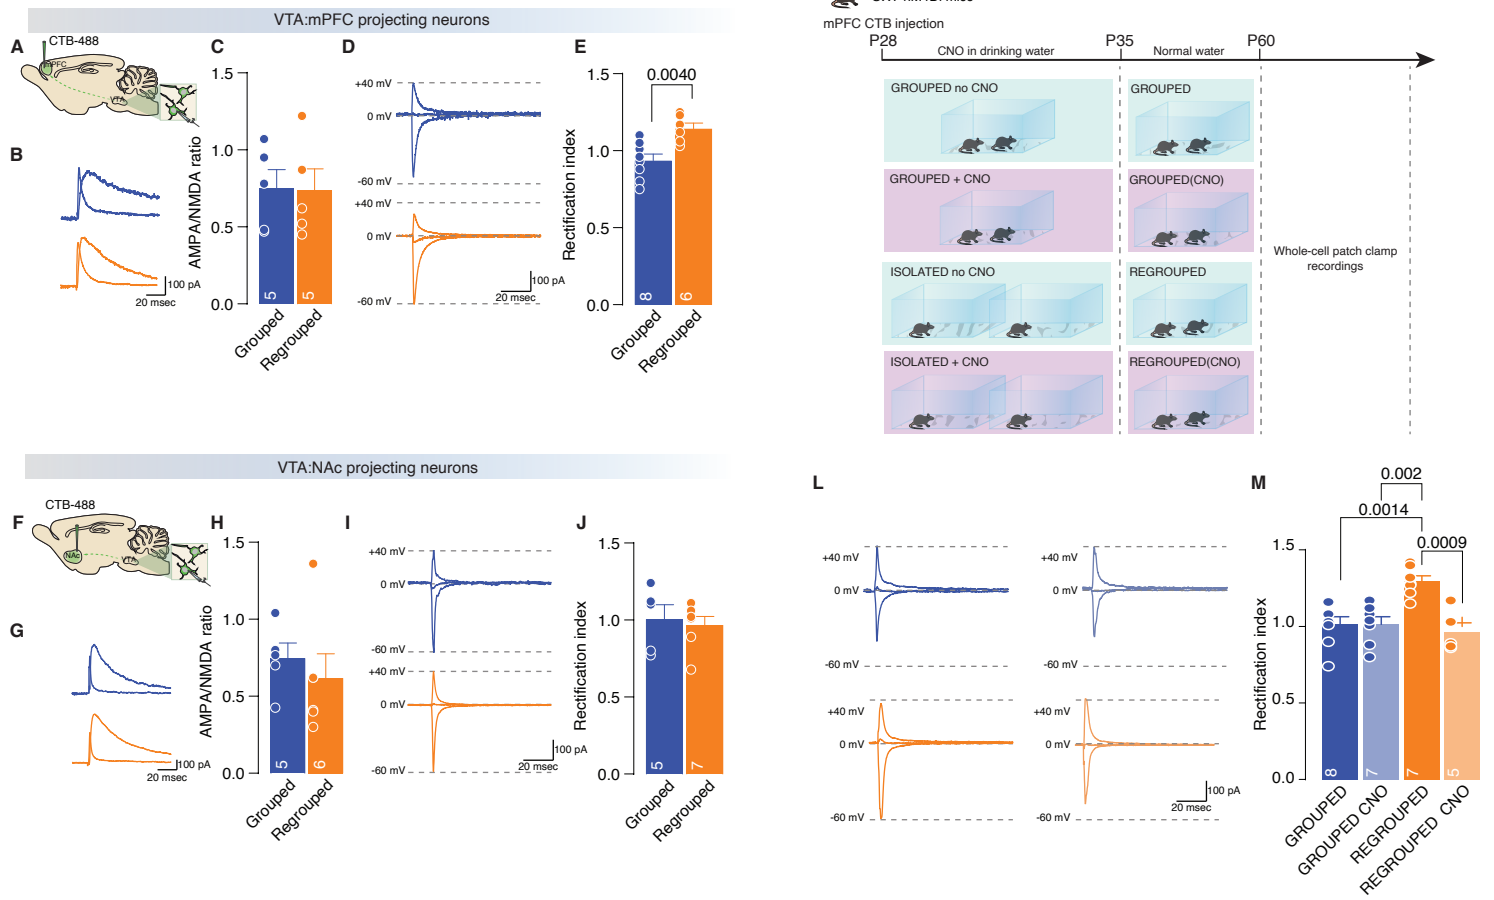 VTA:mPFC projecting neurons
A
CTB-488
mPFC
VTA
B
100 pA
20 msec
C
AMPA/NMDA ratio
1.5
1.0
0.5
0.0
5
5
Grouped
Regrouped
D
+40 mV
0 mV
-60 mV
+40 mV
0 mV
-60 mV
100 pA
20 msec
E
Rectification index
1.5
1.0
0.5
0.0
0.0040
8
6
Grouped
Regrouped
VTA:NAc projecting neurons
F
CTB-488
NAc
VTA
G
100 pA
20 msec
H
AMPA/NMDA ratio
1.5
1.0
0.5
0.0
5
6
Grouped
Regrouped
I
+40 mV
0 mV
-60 mV
+40 mV
0 mV
-60 mV
100 pA
20 msec
J
Rectification index
1.5
1.0
0.5
0.0
5
7
Grouped
Regrouped
mPFC CTB injection
P28
CNO in drinking water
P35
Normal water
P60
GROUPED no CNO
GROUPED
GROUPED + CNO
GROUPED(CNO)
ISOLATED no CNO
REGROUPED
ISOLATED + CNO
REGROUPED(CNO)
Whole-cell patch clamp
recordings
L
+40 mV
0 mV
-60 mV
+40 mV
0 mV
-60 mV
+40 mV
0 mV
-60 mV
+40 mV
0 mV
-60 mV
100 pA
20 msec
M
0.002
0.0014
0.0009
Rectification index
1.5
1.0
0.5
0.0
8
7
7
5
GROUPED
GROUPED CNO
REGROUPED
REGROUPED CNO